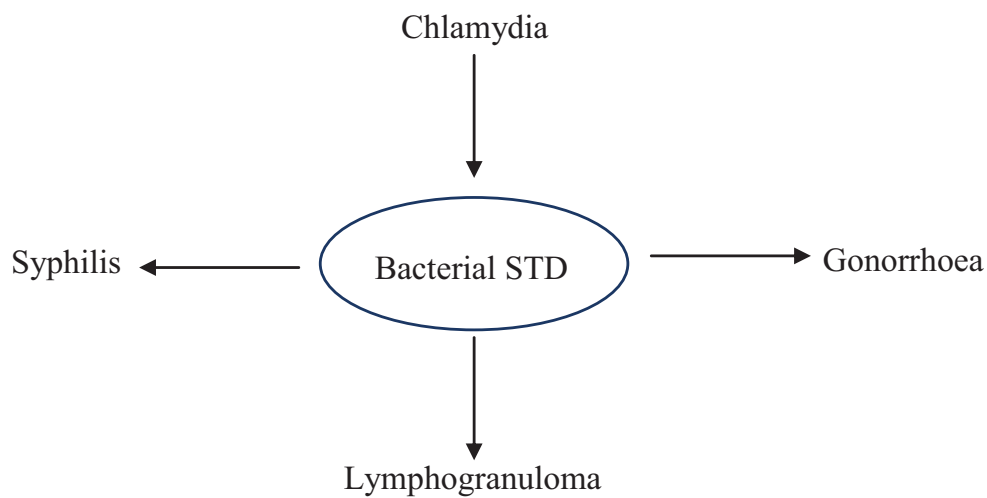 Chlamydia
Syphilis
Bacterial STD
Gonorrhoea
Lymphogranuloma